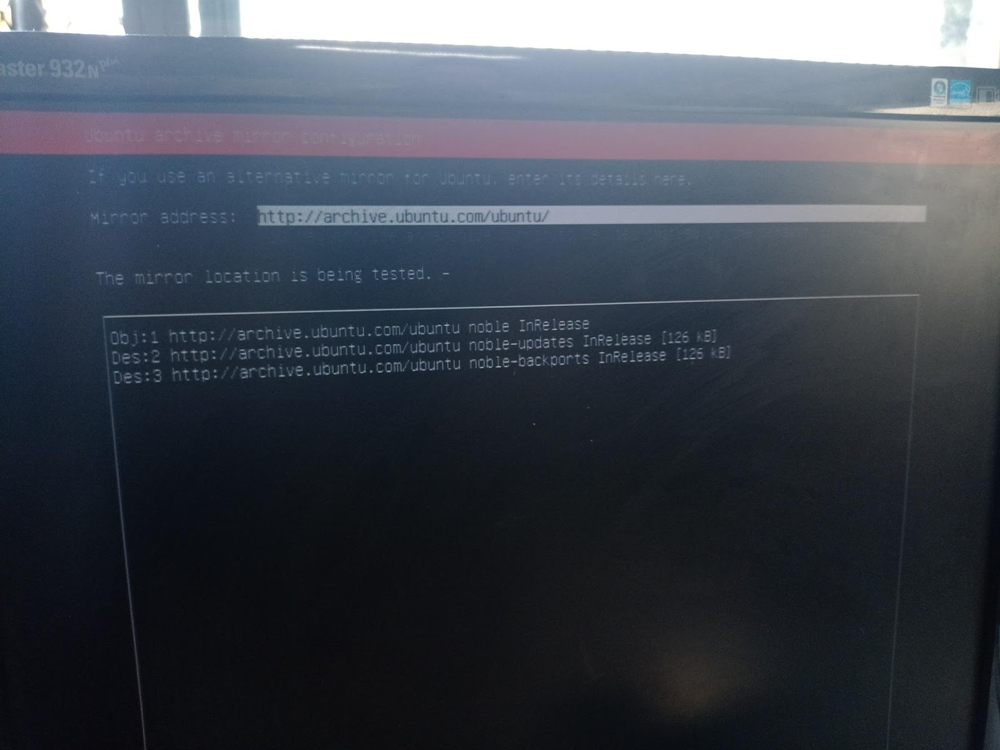 aster 932N plus
Ubuntu archive mirror configuration
If you use an alternative mirror for Ubuntu, enter its details here.
Mirror address: http://archive.ubuntu.com/ubuntu/
The mirror location is being tested. -
Obj:1 http://archive.ubuntu.com/ubuntu noble InRelease
Des:2 http://archive.ubuntu.com/ubuntu noble-updates InRelease [126 kB]
Des:3 http://archive.ubuntu.com/ubuntu noble-backports InRelease [126 kB]